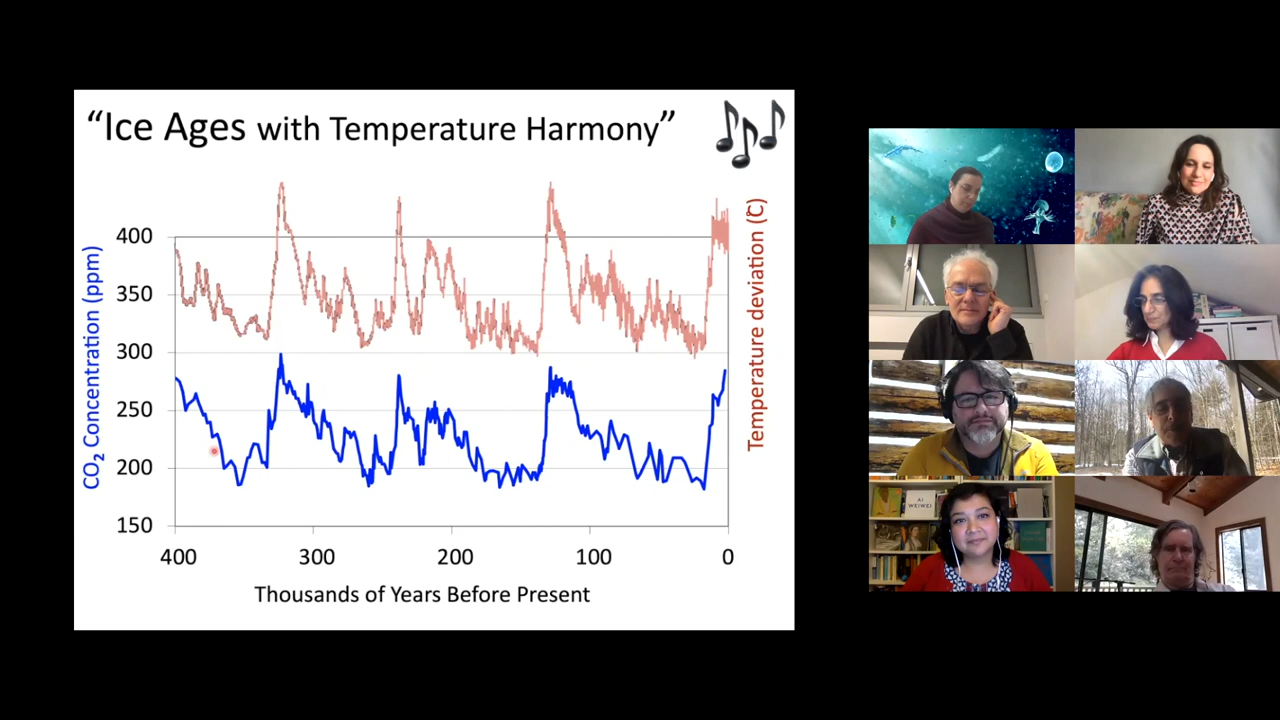 “Ice Ages with Temperature Harmony”
CO₂ Concentration (ppm)
400
350
300
250
200
150
400 300 200 100 0
Thousands of Years Before Present
Temperature deviation (C̊)
AI
WEIWEI